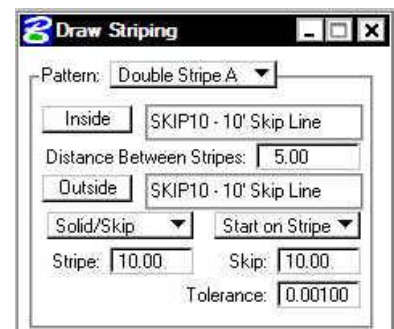 Draw Striping
Pattern: Double Stripe A
Inside SKIP10 - 10' Skip Line
Distance Between Stripes: 5.00
Outside SKIP10 - 10' Skip Line
Solid/Skip Start on Stripe
Stripe: 10.00 Skip: 10.00
Tolerance: 0.00100